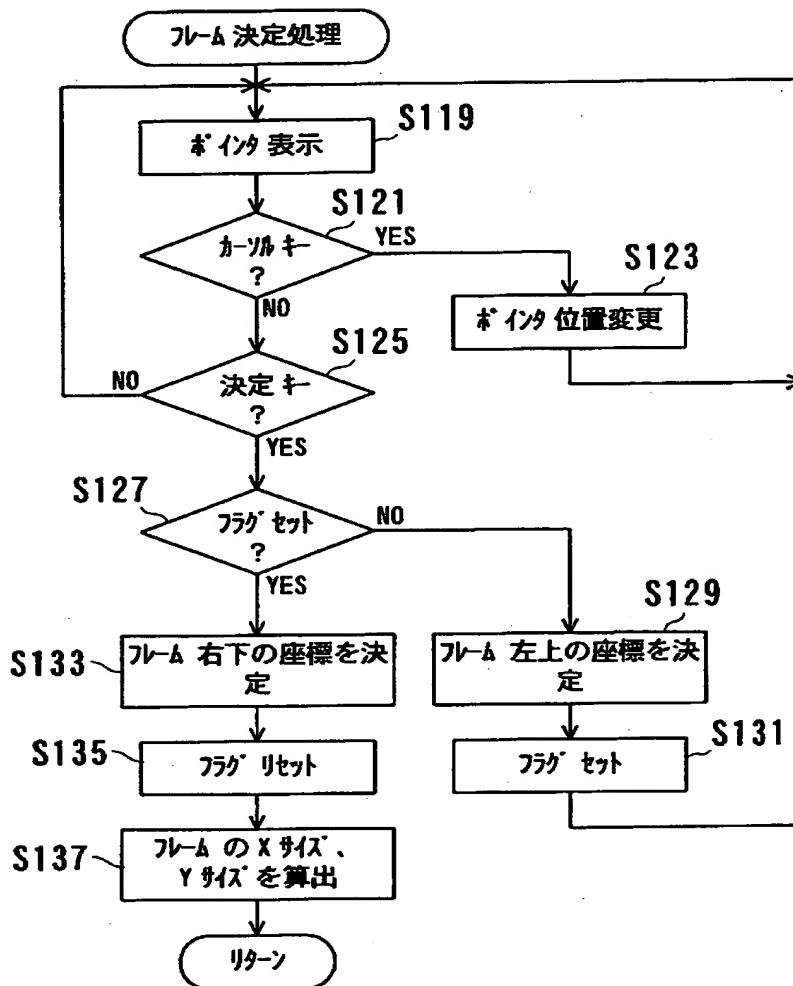 フレーム 決定処理
S119
ポインタ 表示
S121
カーソル キー
?
YES
NO
S123
ポインタ 位置変更
S125
決定 キー
?
NO
YES
S127
フラグ セット
?
NO
YES
S129
フレーム 左上の座標を決
定
S131
フラグ セット
S133
フレーム 右下の座標を決
定
S135
フラグ リセット
S137
フレーム の X サイズ、
Y サイズ を算出
リターン